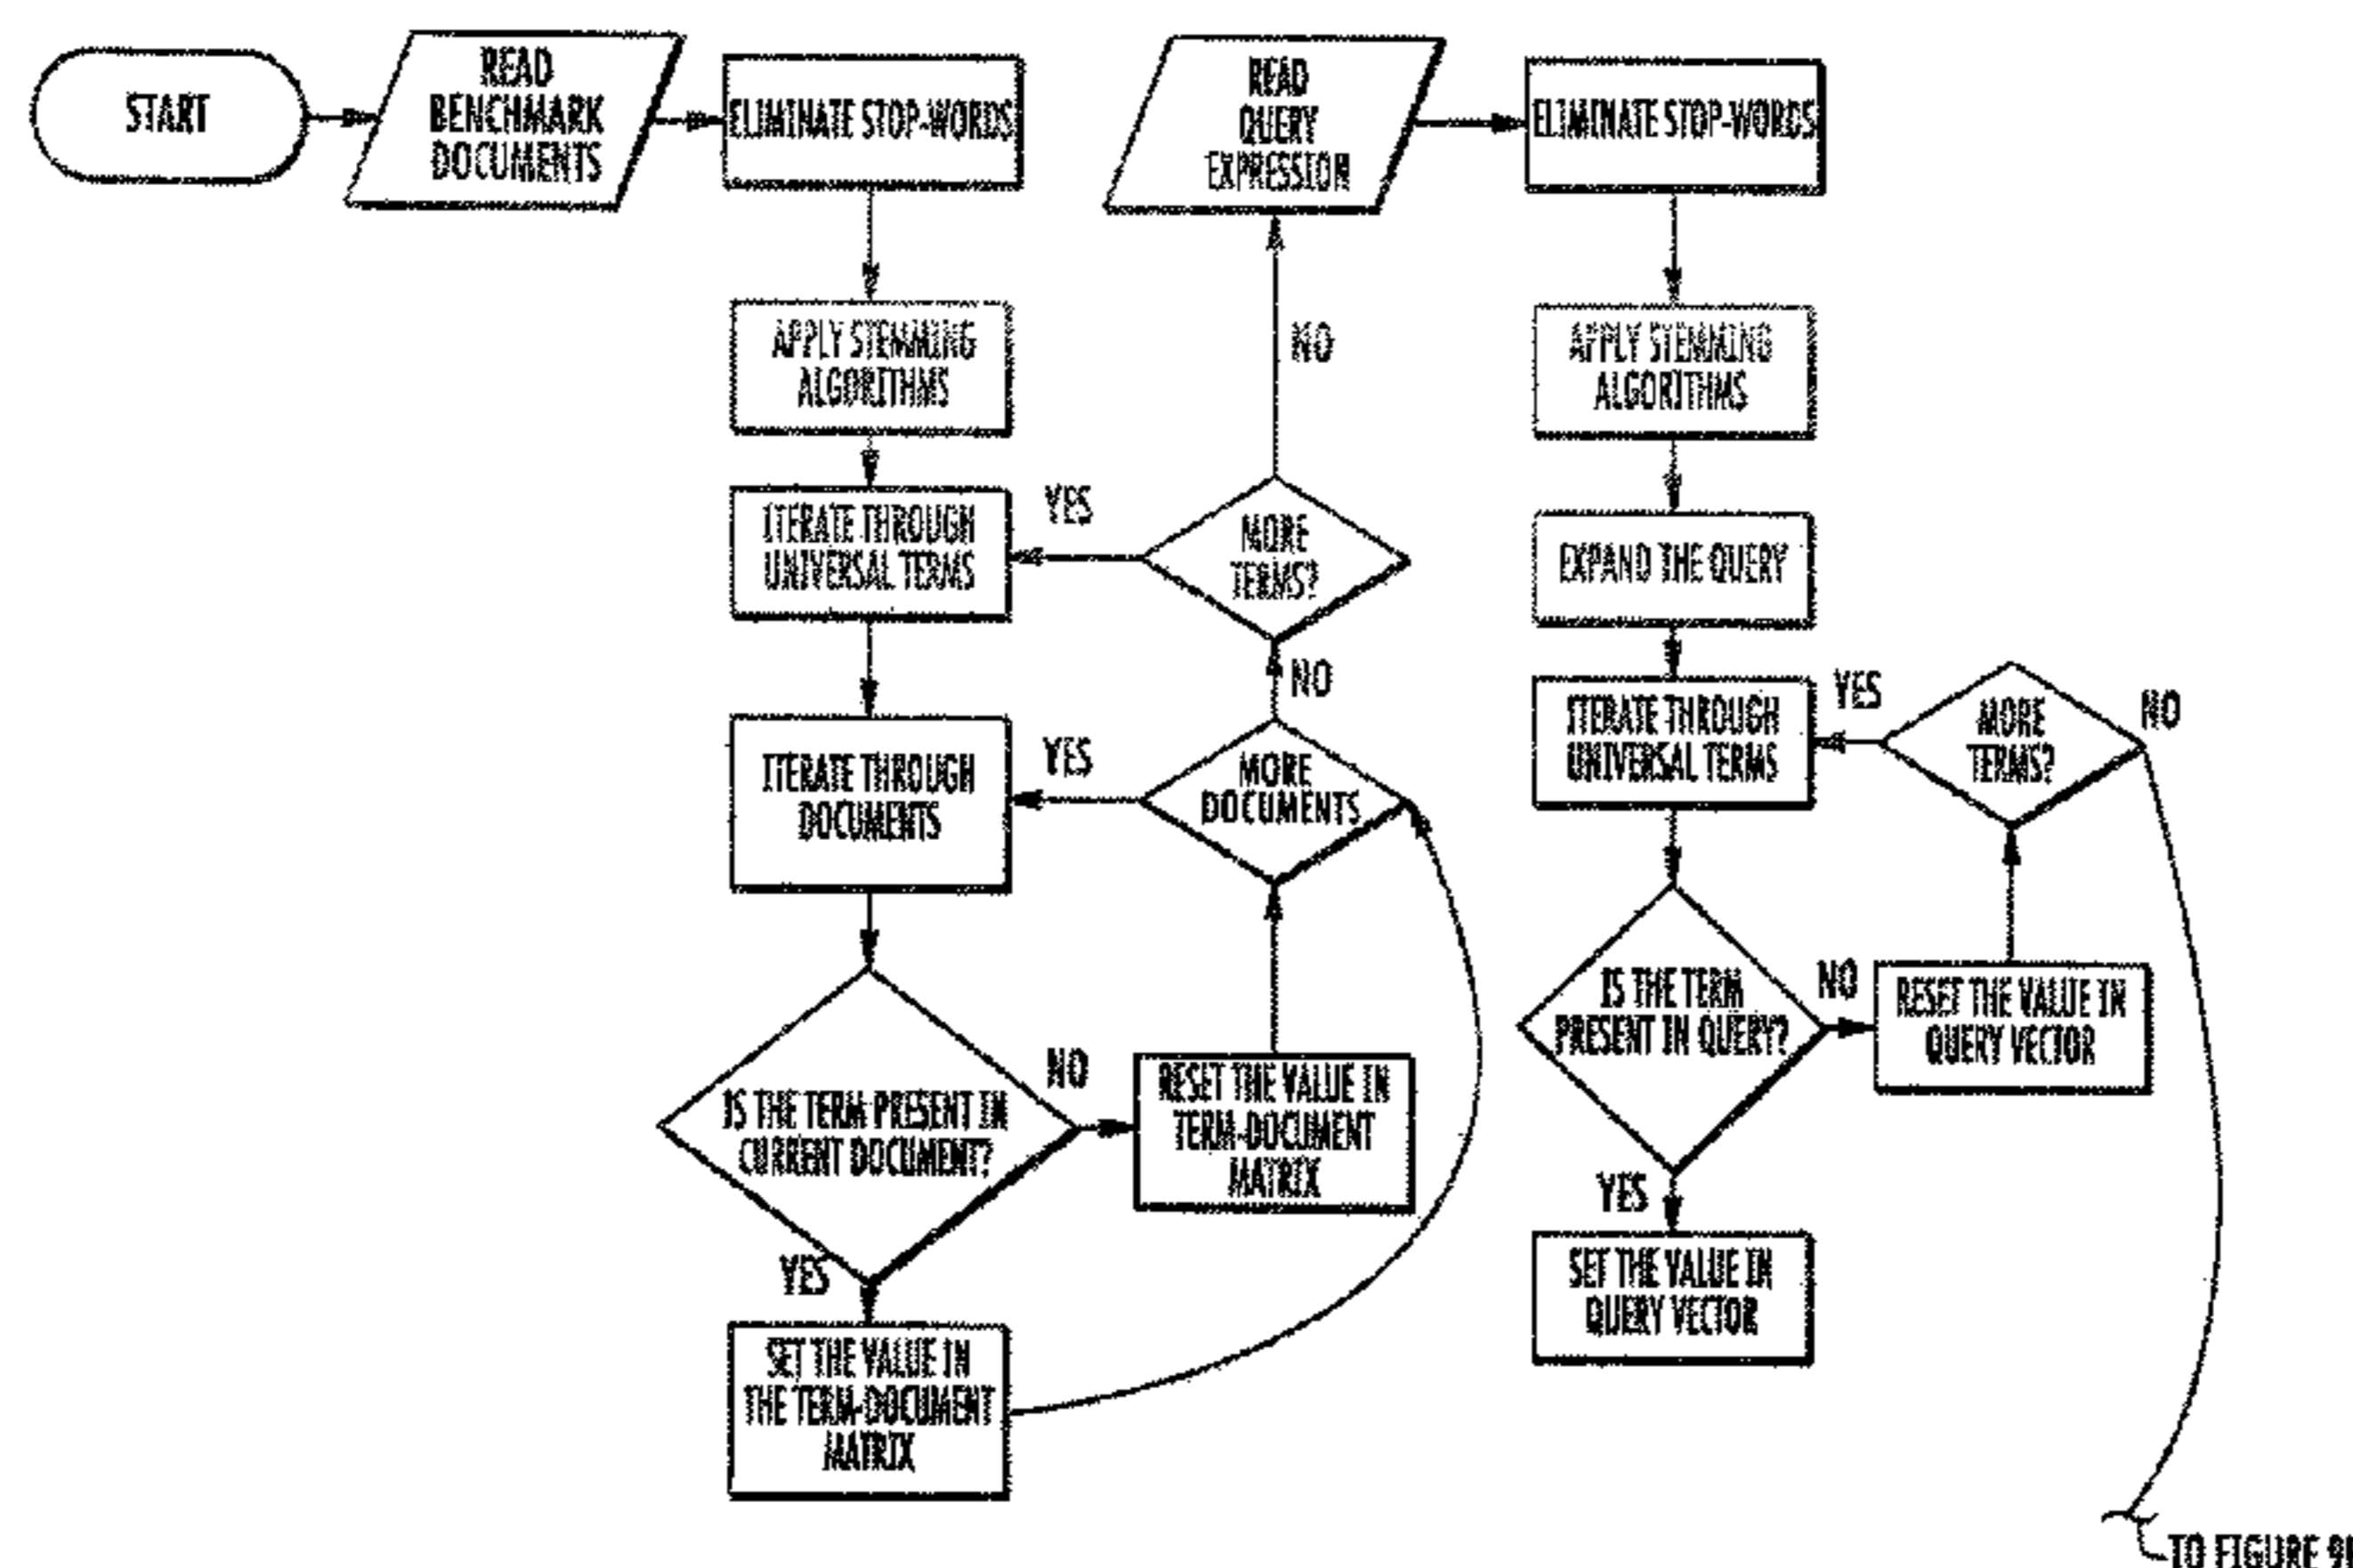 START
READ
BENCHMARK
DOCUMENTS
ELIMINATE STOP-WORDS
APPLY STEMMING
ALGORITHMS
ITERATE THROUGH
UNIVERSAL TERMS
ITERATE THROUGH
DOCUMENTS
IS THE TERM PRESENT IN
CURRENT DOCUMENT?
YES
NO
SET THE VALUE IN
THE TERM-DOCUMENT
MATRIX
RESET THE VALUE IN
TERM-DOCUMENT
MATRIX
MORE
DOCUMENTS
YES
NO
MORE
TERMS?
YES
NO
READ
QUERY
EXPRESSION
ELIMINATE STOP-WORDS
APPLY STEMMING
ALGORITHMS
EXPAND THE QUERY
ITERATE THROUGH
UNIVERSAL TERMS
IS THE TERM
PRESENT IN QUERY?
NO
YES
SET THE VALUE IN
QUERY VECTOR
RESET THE VALUE IN
QUERY VECTOR
MORE
TERMS?
YES
NO
TO FIGURE